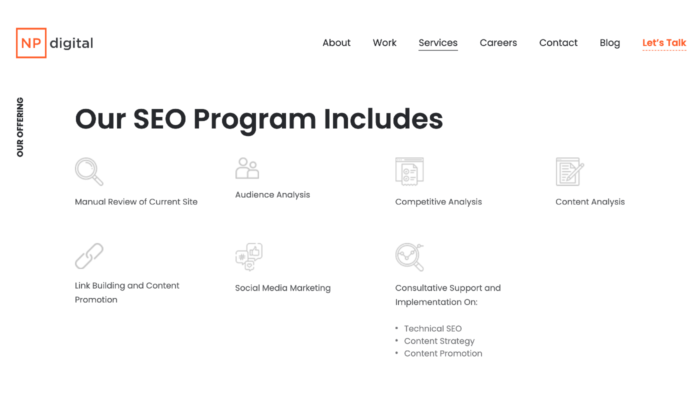 NP digital
About Work Services Careers Contact Blog Let's Talk
OUR OFFERING
Our SEO Program Includes
Manual Review of Current Site
Audience Analysis
Competitive Analysis
Content Analysis
Link Building and Content
Promotion
Social Media Marketing
Consultative Support and
Implementation On:
• Technical SEO
• Content Strategy
• Content Promotion